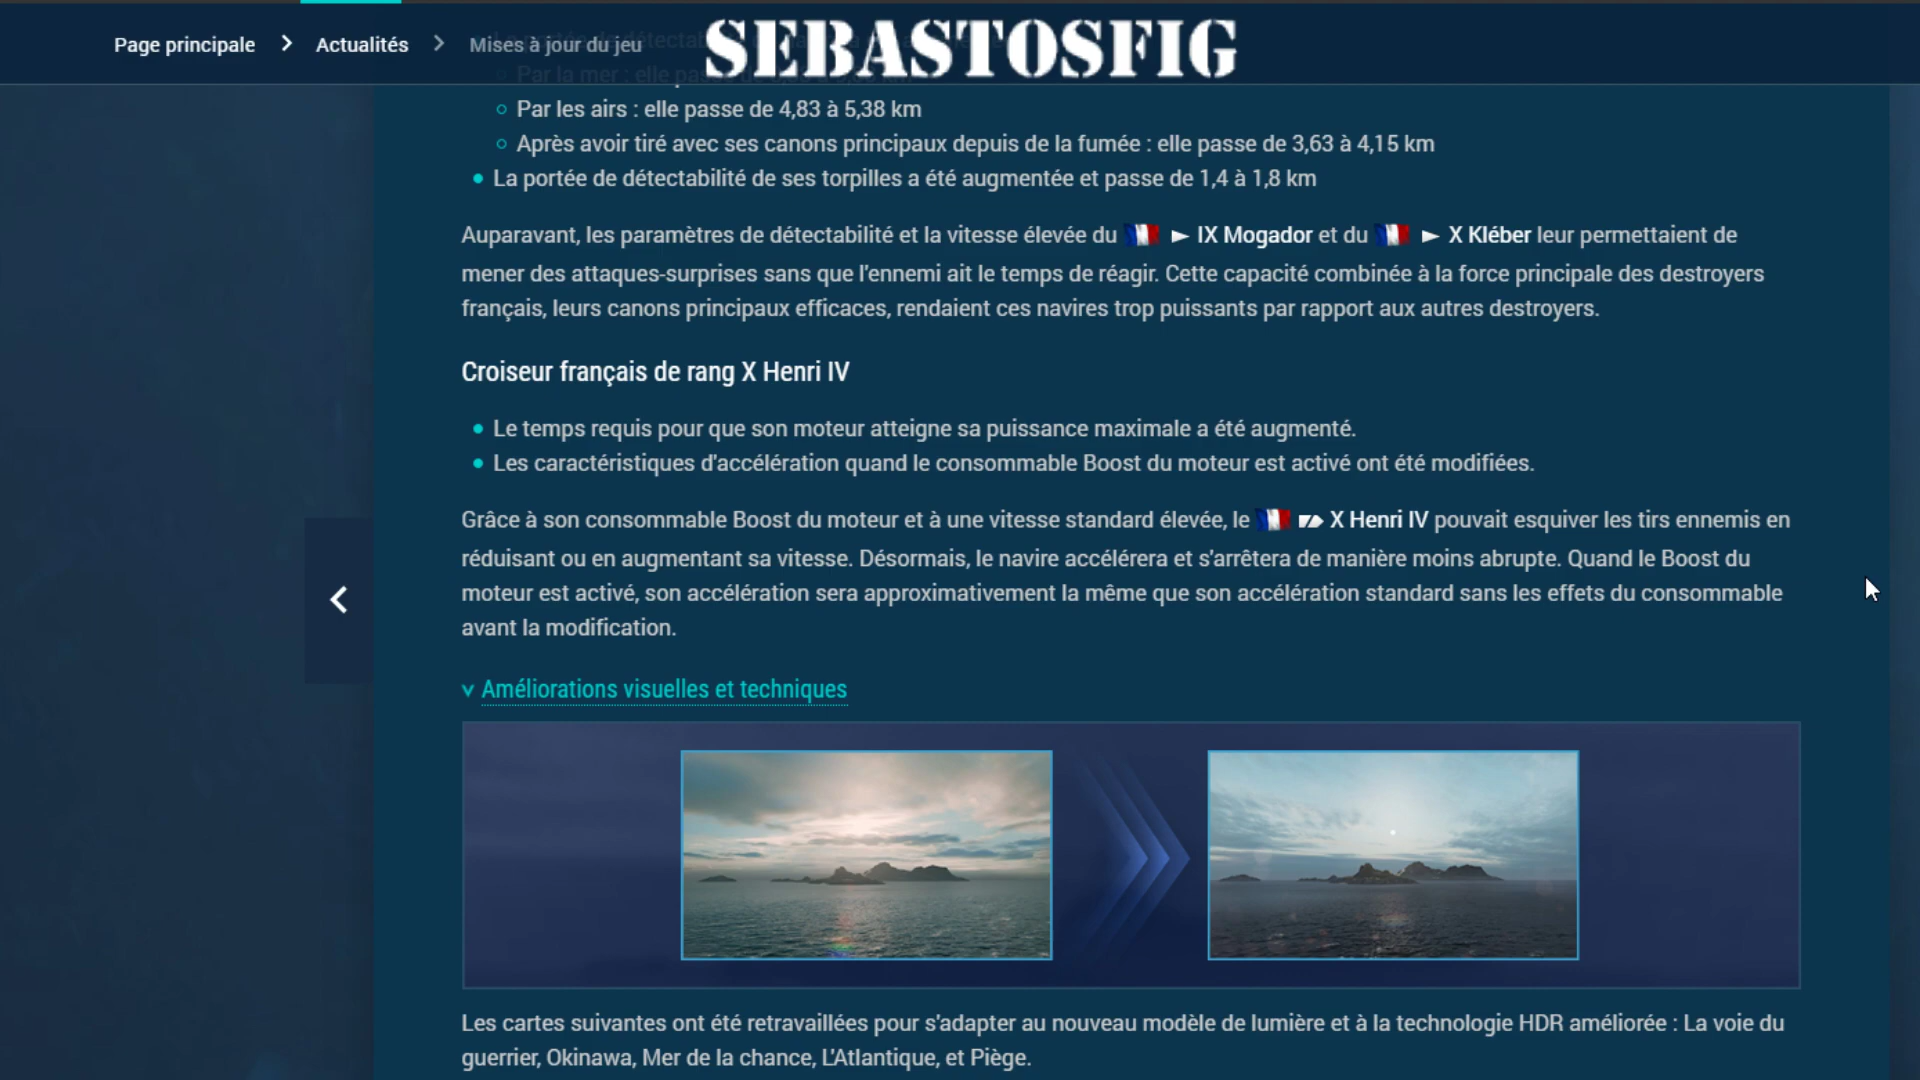 Page principale > Actualités > Mises à jour du jeu
SEBASTOSFIG
Par les airs : elle passe de 4,83 à 5,38 km
Après avoir tiré avec ses canons principaux depuis de la fumée : elle passe de 3,63 à 4,15 km
La portée de détectabilité de ses torpilles a été augmentée et passe de 1,4 à 1,8 km
Auparavant, les paramètres de détectabilité et la vitesse élevée du IX Mogador et du X Kléber leur permettaient de
mener des attaques-surprises sans que l'ennemi ait le temps de réagir. Cette capacité combinée à la force principale des destroyers
français, leurs canons principaux efficaces, rendaient ces navires trop puissants par rapport aux autres destroyers.
Croiseur français de rang X Henri IV
Le temps requis pour que son moteur atteigne sa puissance maximale a été augmenté.
Les caractéristiques d'accélération quand le consommable Boost du moteur est activé ont été modifiées.
Grâce à son consommable Boost du moteur et à une vitesse standard élevée, le X Henri IV pouvait esquiver les tirs ennemis en
réduisant ou en augmentant sa vitesse. Désormais, le navire accélérera et s'arrêtera de manière moins abrupte. Quand le Boost du
moteur est activé, son accélération sera approximativement la même que son accélération standard sans les effets du consommable
avant la modification.
Améliorations visuelles et techniques
Les cartes suivantes ont été retravaillées pour s'adapter au nouveau modèle de lumière et à la technologie HDR améliorée : La voie du
guerrier, Okinawa, Mer de la chance, L'Atlantique, et Piège.